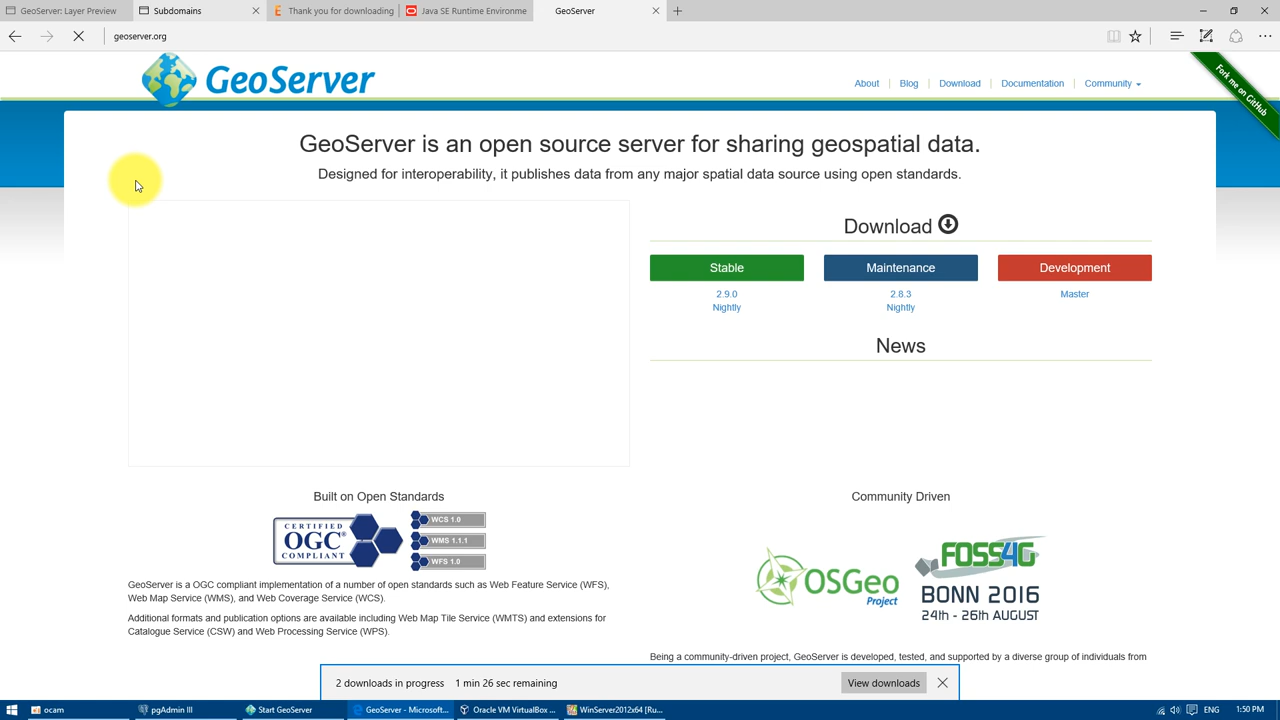 GeoServer: Layer Preview
Subdomains
Thank you for downloading
Java SE Runtime Environme
GeoServer
geoserver.org
GeoServer
About
Blog
Download
Documentation
Community
Fork me on GitHub
GeoServer is an open source server for sharing geospatial data.
Designed for interoperability, it publishes data from any major spatial data source using open standards.
Download
Stable
Maintenance
Development
2.9.0
2.8.3
Master
Nightly
Nightly
News
Built on Open Standards
Community Driven
CERTIFIED
OGC®
COMPLIANT
WCS 1.0
WMS 1.1.1
WFS 1.0
OSGeo
Project
FOSS4G
BONN 2016
24th - 26th AUGUST
GeoServer is a OGC compliant implementation of a number of open standards such as Web Feature Service (WFS),
Web Map Service (WMS), and Web Coverage Service (WCS).
Additional formats and publication options are available including Web Map Tile Service (WMTS) and extensions for
Catalogue Service (CSW) and Web Processing Service (WPS).
Being a community-driven project, GeoServer is developed, tested, and supported by a diverse group of individuals from
2 downloads in progress 1 min 26 sec remaining
View downloads
ocam
pgAdmin III
Start GeoServer
GeoServer - Microsoft...
Oracle VM VirtualBox ...
WinServer2012x64 [Ru...
ENG
1:50 PM